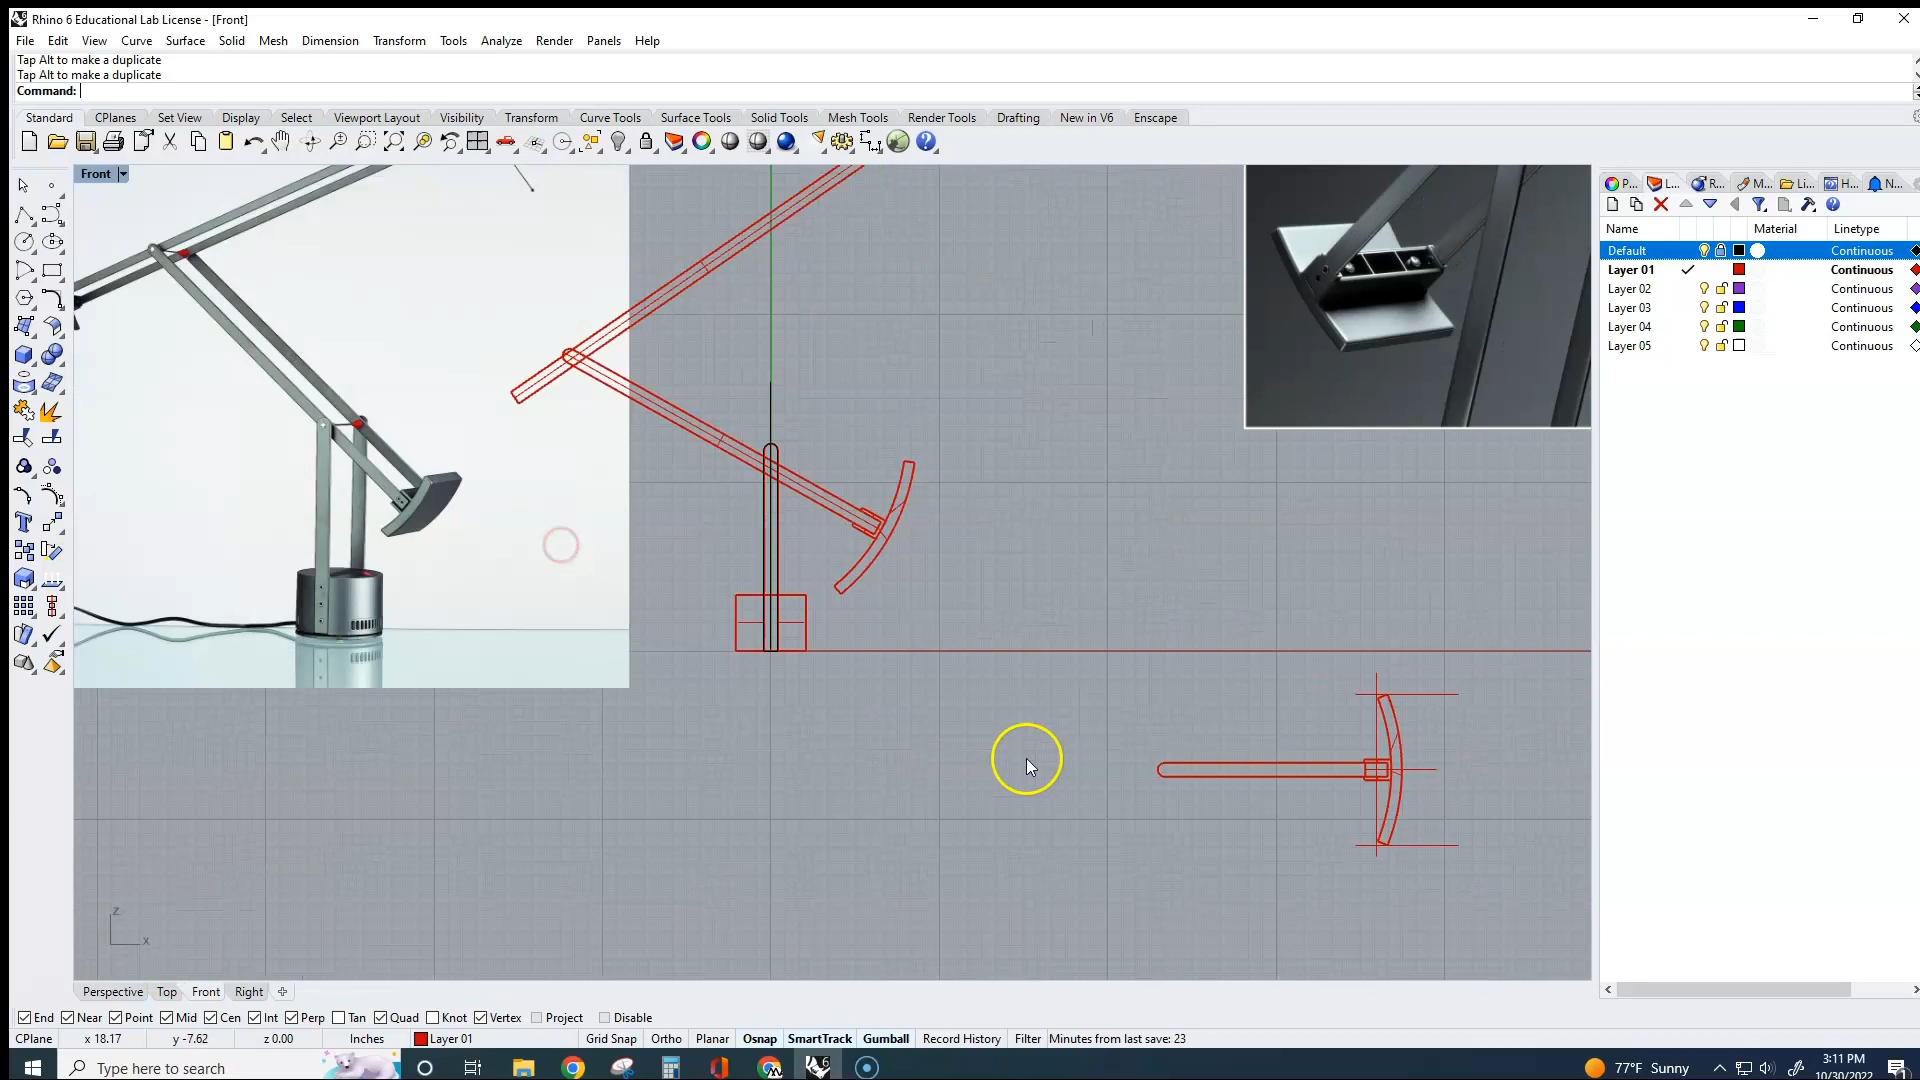 Rhino 6 Educational Lab License - [Front]
File Edit View Curve Surface Solid Mesh Dimension Transform Tools Analyze Render Panels Help
Tap Alt to make a duplicate
Tap Alt to make a duplicate
Command:
Standard CPlanes Set View Display Select Viewport Layout Visibility Transform Curve Tools Surface Tools Solid Tools Mesh Tools Render Tools Drafting New in V6 Enscape
Front
P... L... R... M... Li... H... N...
Name Material Linetype
Default Continuous
Layer 01 Continuous
Layer 02 Continuous
Layer 03 Continuous
Layer 04 Continuous
Layer 05 Continuous
z
x
Perspective Top Front Right
End Near Point Mid Cen Int Perp Tan Quad Knot Vertex Project Disable
CPlane x 18.17 y -7.62 z 0.00 Inches Layer 01 Grid Snap Ortho Planar Osnap SmartTrack Gumball Record History Filter Minutes from last save: 23
Type here to search
77°F Sunny
3:11 PM
10/30/2022